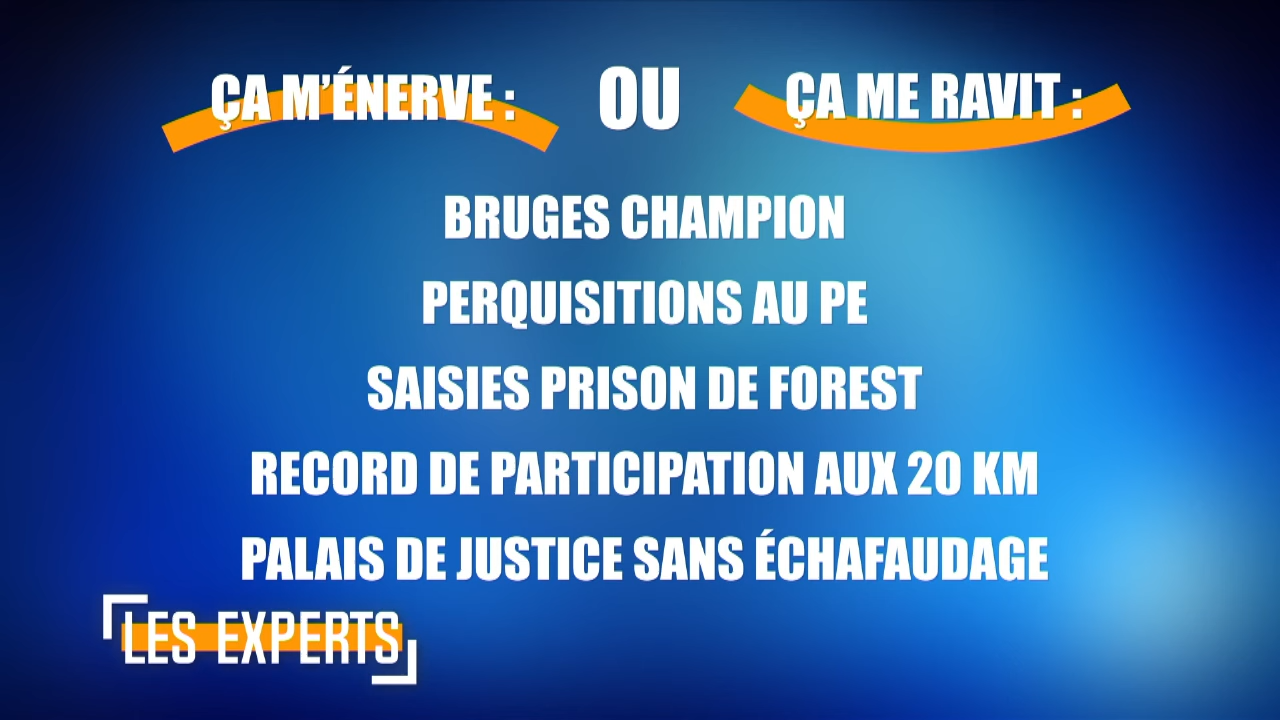 ÇA M'ÉNERVE : OU ÇA ME RAVIT :
BRUGES CHAMPION
PERQUISITIONS AU PE
SAISIES PRISON DE FOREST
RECORD DE PARTICIPATION AUX 20 KM
PALAIS DE JUSTICE SANS ÉCHAFAUDAGE
LES EXPERTS